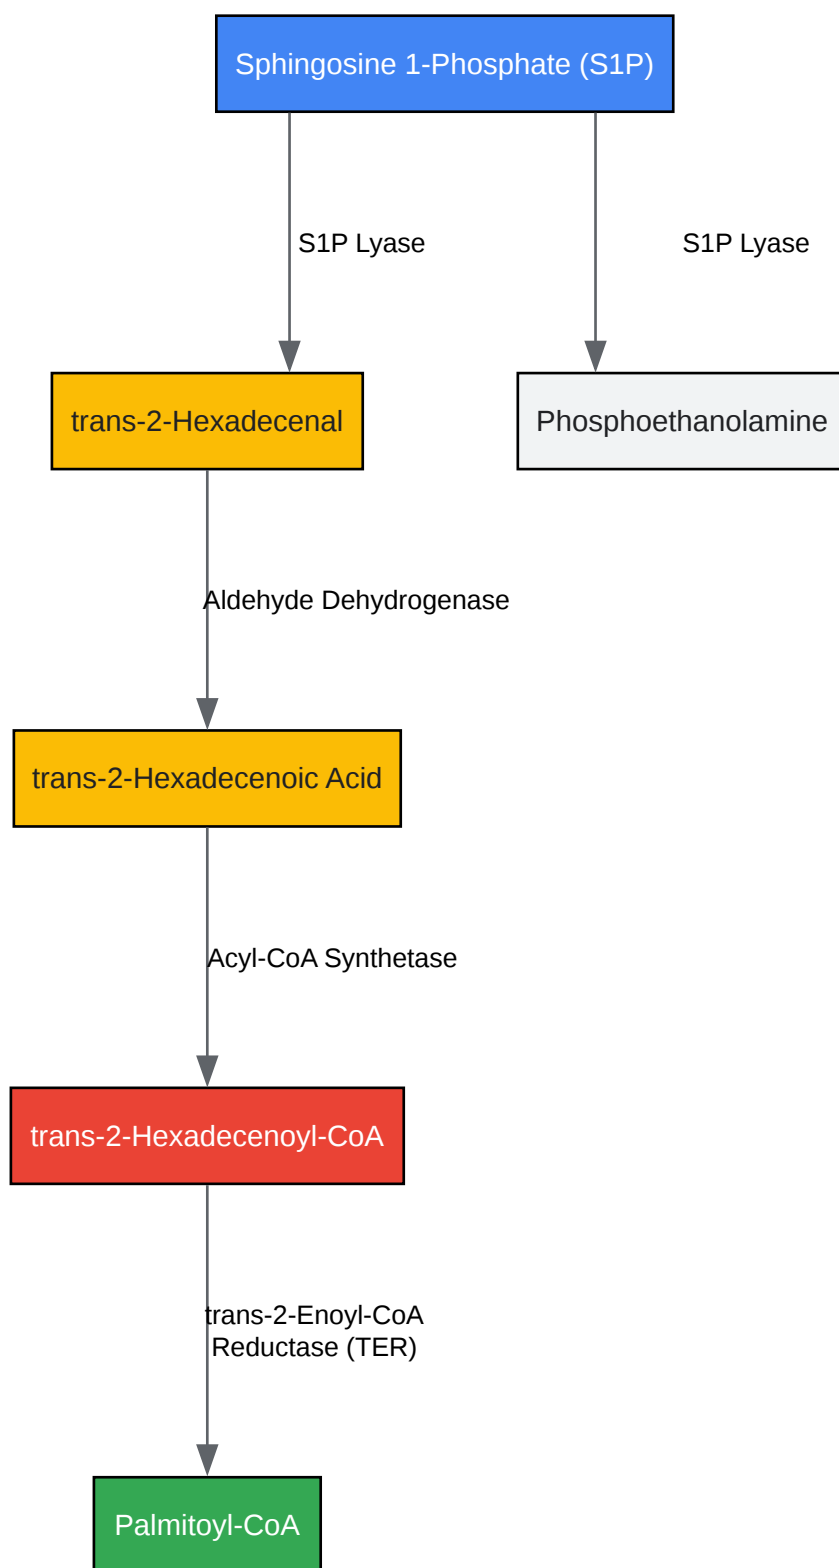 Sphingosine 1-Phosphate (S1P)
S1P Lyase
S1P Lyase
trans-2-Hexadecenal
Phosphoethanolamine
Aldehyde Dehydrogenase
trans-2-Hexadecenoic Acid
Acyl-CoA Synthetase
trans-2-Hexadecenoyl-CoA
trans-2-Enoyl-CoA
Reductase (TER)
Palmitoyl-CoA